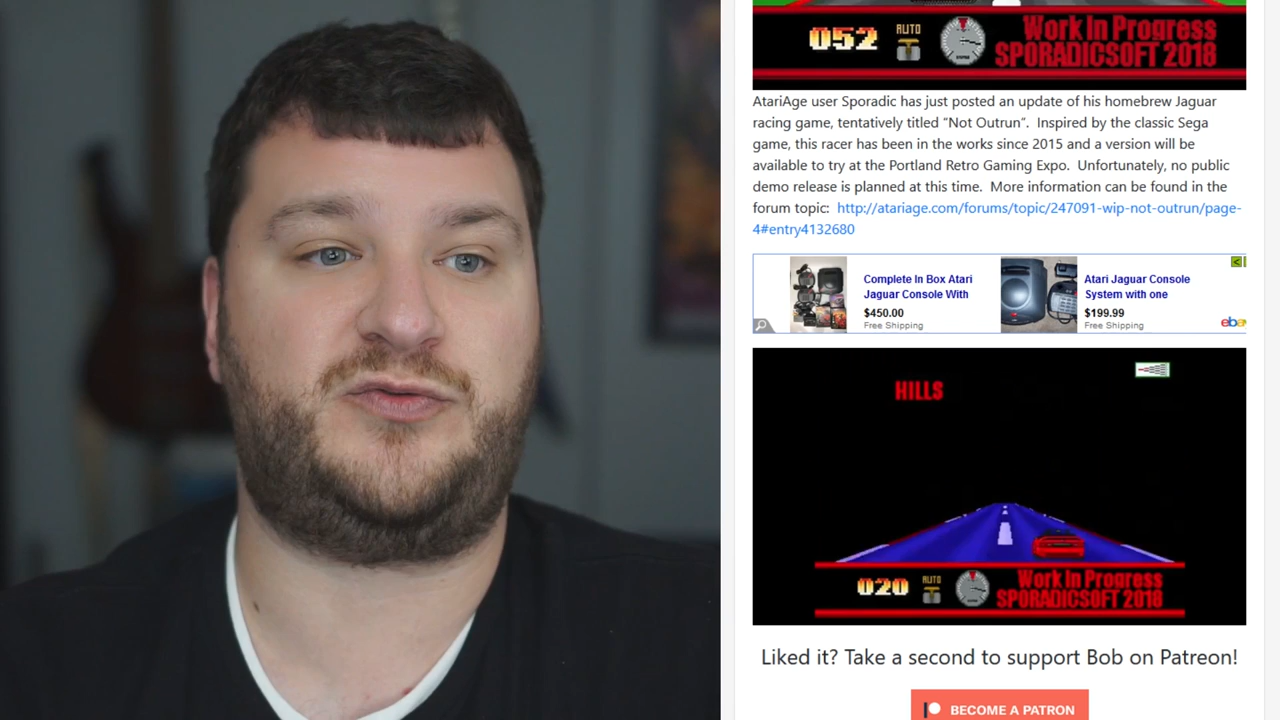 052
AUTO
Work In Progress
SPORADICSOFT 2018
AtariAge user Sporadic has just posted an update of his homebrew Jaguar
racing game, tentatively titled “Not Outrun”.  Inspired by the classic Sega
game, this racer has been in the works since 2015 and a version will be
available to try at the Portland Retro Gaming Expo.  Unfortunately, no public
demo release is planned at this time.  More information can be found in the
forum topic:  http://atariage.com/forums/topic/247091-wip-not-outrun/page-
4#entry4132680
Complete In Box Atari
Jaguar Console With
$450.00
Free Shipping
Atari Jaguar Console
System with one
$199.99
Free Shipping
eba
HILLS
020
AUTO
Work In Progress
SPORADICSOFT 2018
Liked it? Take a second to support Bob on Patreon!
BECOME A PATRON